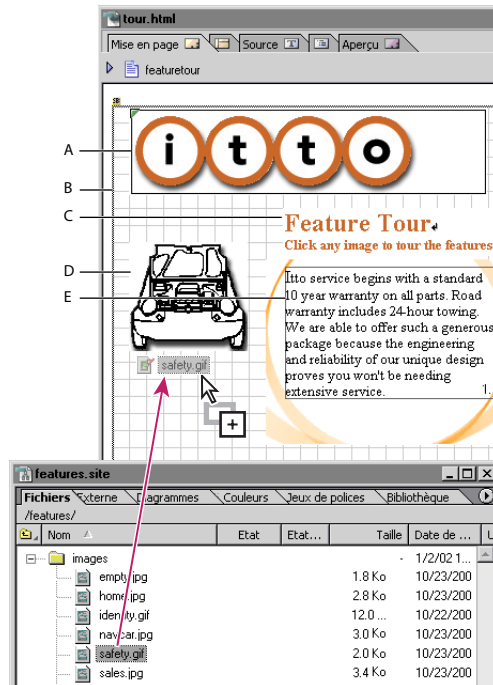 tour.html
Mise en page Source Aperçu
featuretour
A
B
C
D
E
itto
Feature Tour
Click any image to tour the features
Itto service begins with a standard
10 year warranty on all parts. Road
warranty includes 24-hour towing.
We are able to offer such a generous
package because the engineering
and reliability of our unique design
proves you won't be needing
extensive service. 1.
safety.gif
features.site
Fichiers Externe Diagrammes Couleurs Jeux de polices Bibliothèque
/features/
Nom Etat Etat... Taille Date de ... U
images - 1/2/02 1...
empty.jpg 1.8 Ko 10/23/200
home.jpg 2.8 Ko 10/23/200
identity.gif 12.0 ... 10/22/200
navcar.jpg 3.0 Ko 10/23/200
safety.gif 2.0 Ko 10/23/200
sales.jpg 3.4 Ko 10/23/200